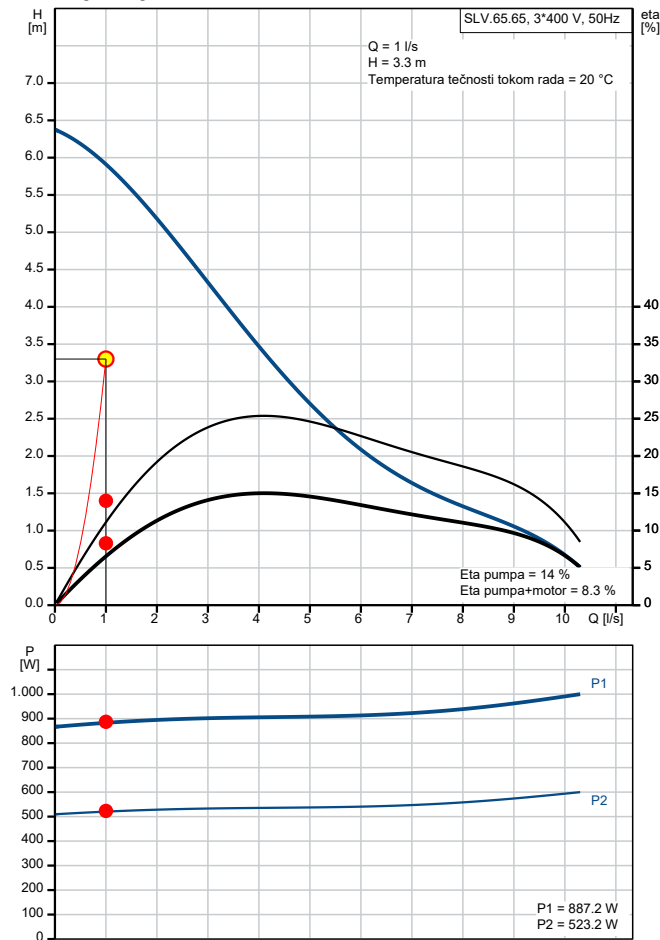 H
[m]
SLV.65.65, 3*400 V, 50Hz
eta
[%]
Q = 1 l/s
H = 3.3 m
Temperatura tečnosti tokom rada = 20 °C
7.0
6.5
6.0
5.5
5.0
4.5
4.0
40
3.5
35
3.0
30
2.5
25
2.0
20
1.5
15
1.0
10
0.5
5
0.0
0
Eta pumpa = 14 %
Eta pumpa+motor = 8.3 %
0 1 2 3 4 5 6 7 8 9 10 Q [l/s]
P
[W]
1.000
P1
900
800
700
600
P2
500
400
300
200
100
0
P1 = 887.2 W
P2 = 523.2 W